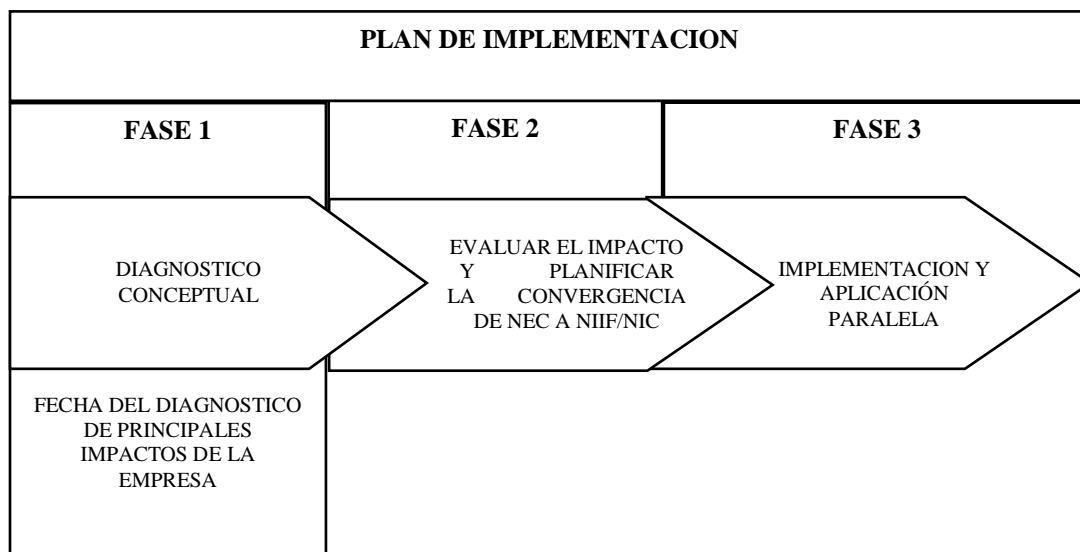 PLAN DE IMPLEMENTACION
FASE 1
FASE 2
FASE 3
DIAGNOSTICO
CONCEPTUAL
EVALUAR EL IMPACTO
Y PLANIFICAR
LA CONVERGENCIA
DE NEC A NIIF/NIC
IMPLEMENTACION Y
APLICACIÓN
PARALELA
FECHA DEL DIAGNOSTICO
DE PRINCIPALES
IMPACTOS DE LA
EMPRESA